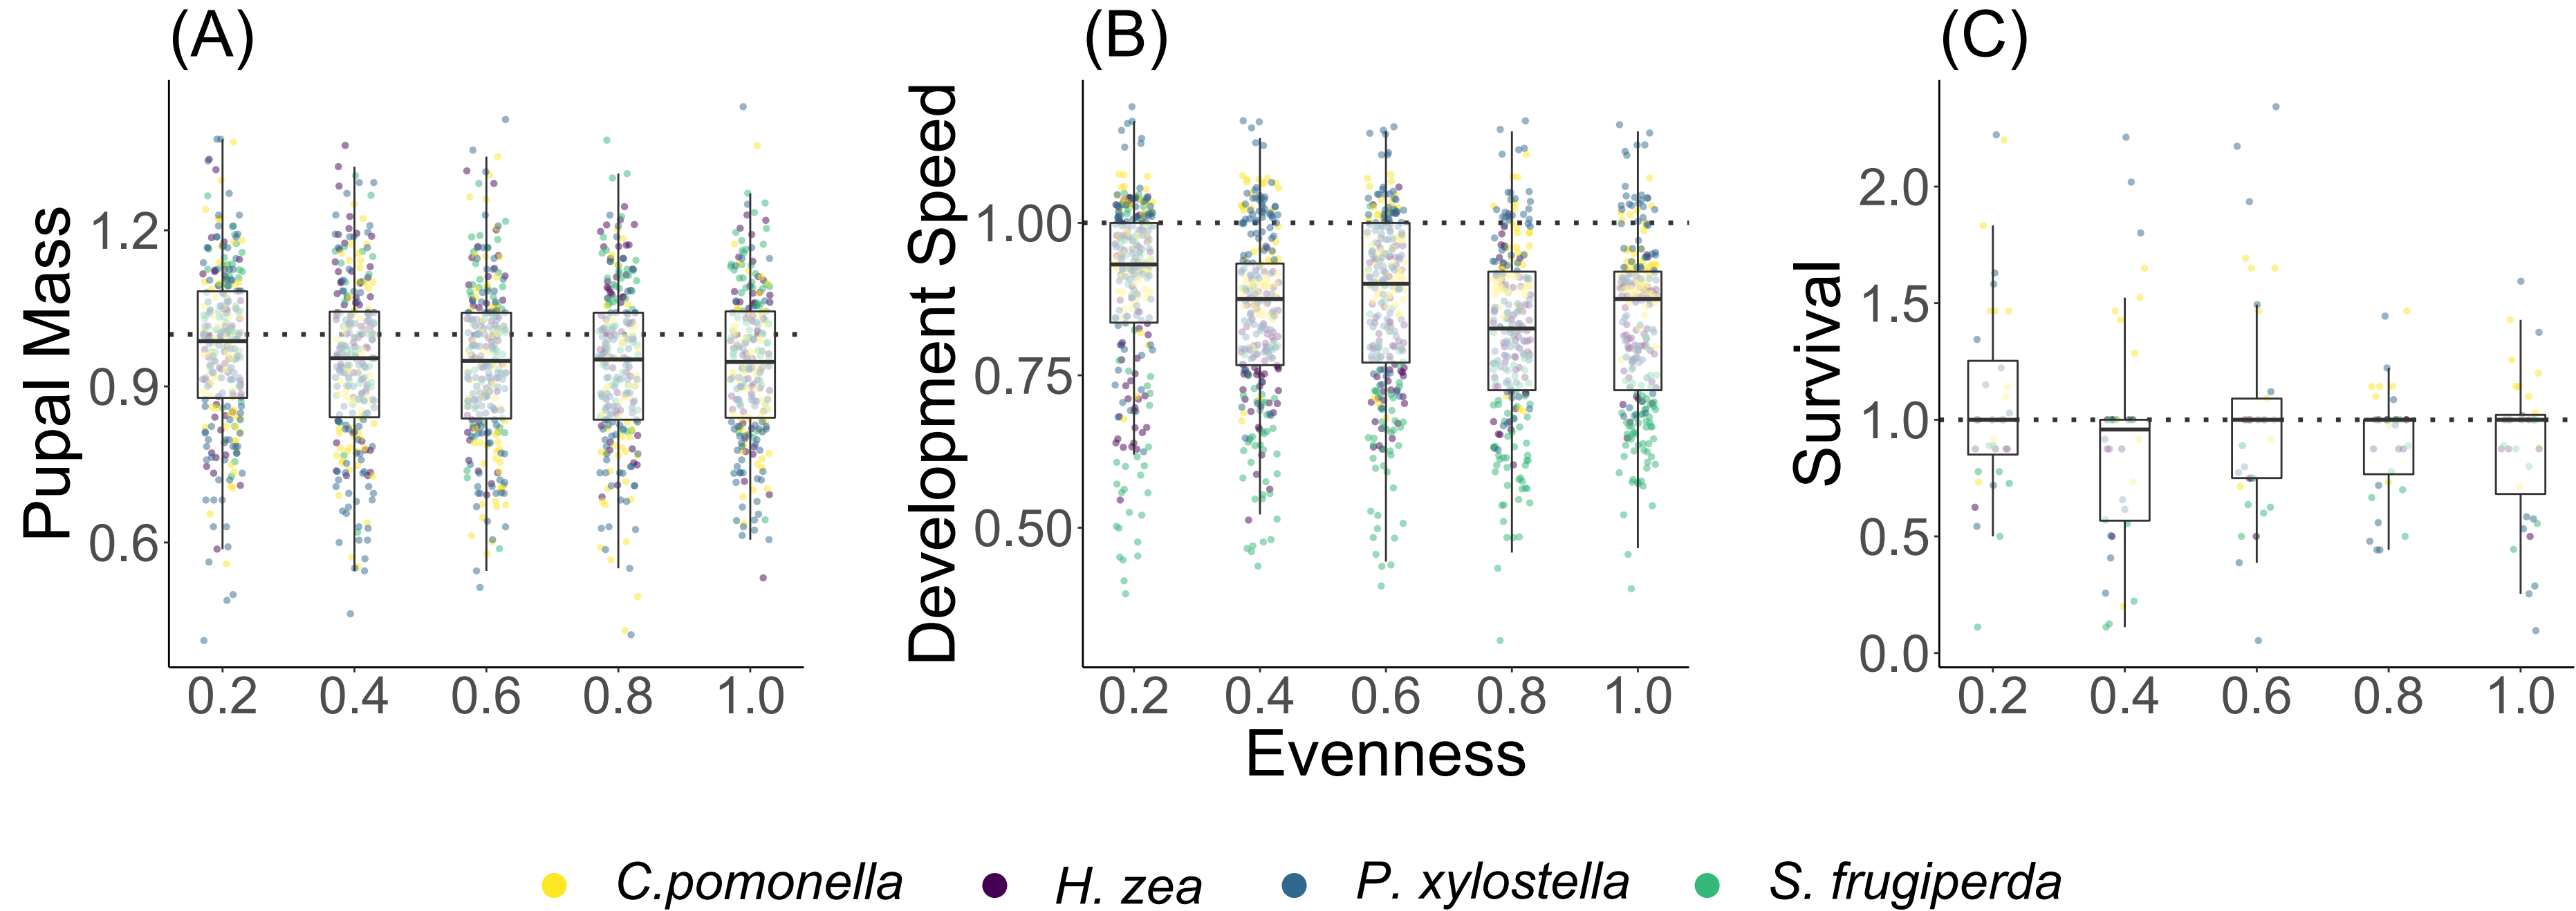 (A)
(B)
(C)
Pupal Mass
1.2
0.9
0.6
0.2 0.4 0.6 0.8 1.0
Development Speed
1.00
0.75
0.50
0.2 0.4 0.6 0.8 1.0
Survival
2.0
1.5
1.0
0.5
0.0
0.2 0.4 0.6 0.8 1.0
Evenness
C.pomonella H. zea P. xylostella S. frugiperda